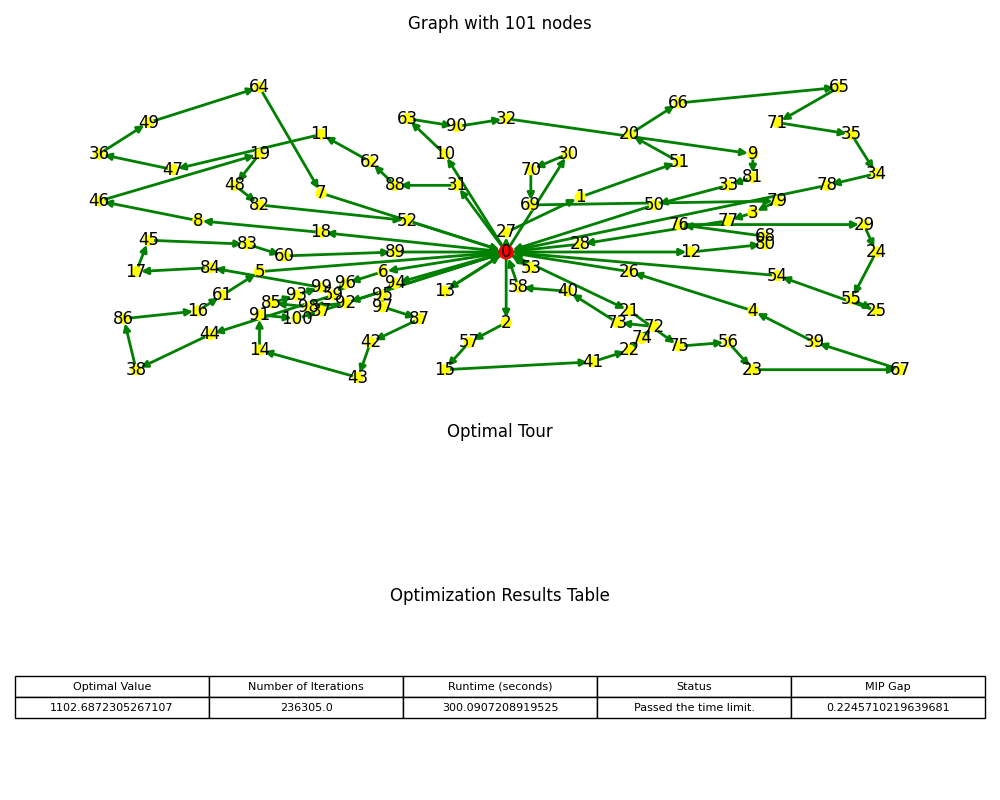 Graph with 101 nodes
64 65
66
49 63 90 32 71
11 20 35
36 19 10 30 9
47 62 70 51 34
48 88 31 33 81 78
46 7 1
82 69 50 79
8 52 3
18 27 76 77 29
45 83 28 68 80
60 89 0 12 24
17 84 5 6 53 26 54
61 99 96 94 13 58 40
86 16 85 93 59 92 95 97 21 4 55 25
91 100 98 37 87 2 73 72
44 42 57 74 75 56 39
38 14 43 15 41 22 23 67
Optimal Tour
Optimization Results Table
Optimal Value Number of Iterations Runtime (seconds) Status MIP Gap
1102.6872305267107 236305.0 300.0907208919525 Passed the time limit. 0.2245710219639681